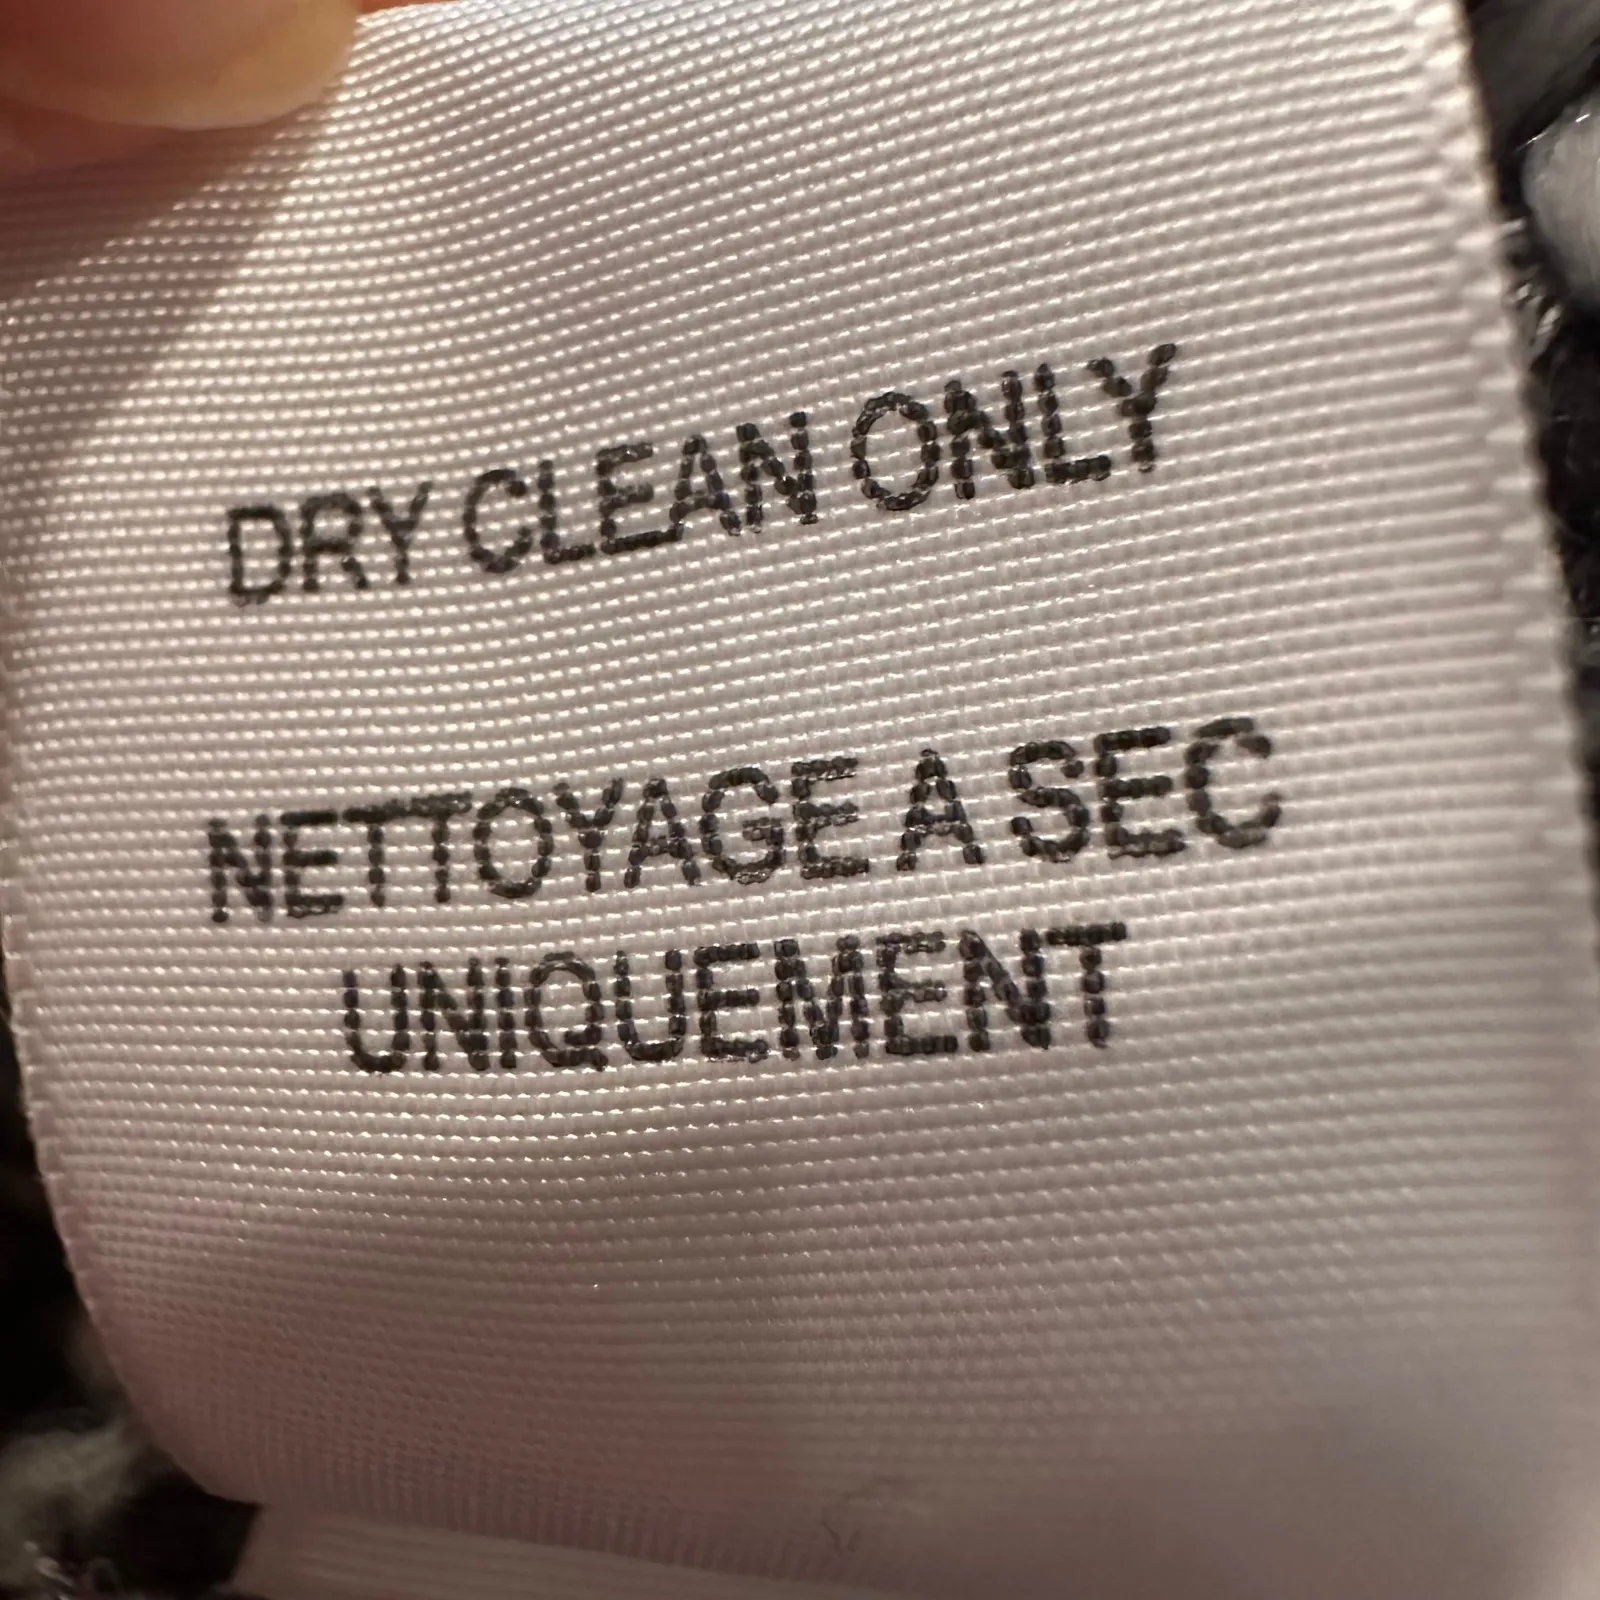 DRY CLEAN ONLY
NETTOYAGE A SEC
UNIQUEMENT